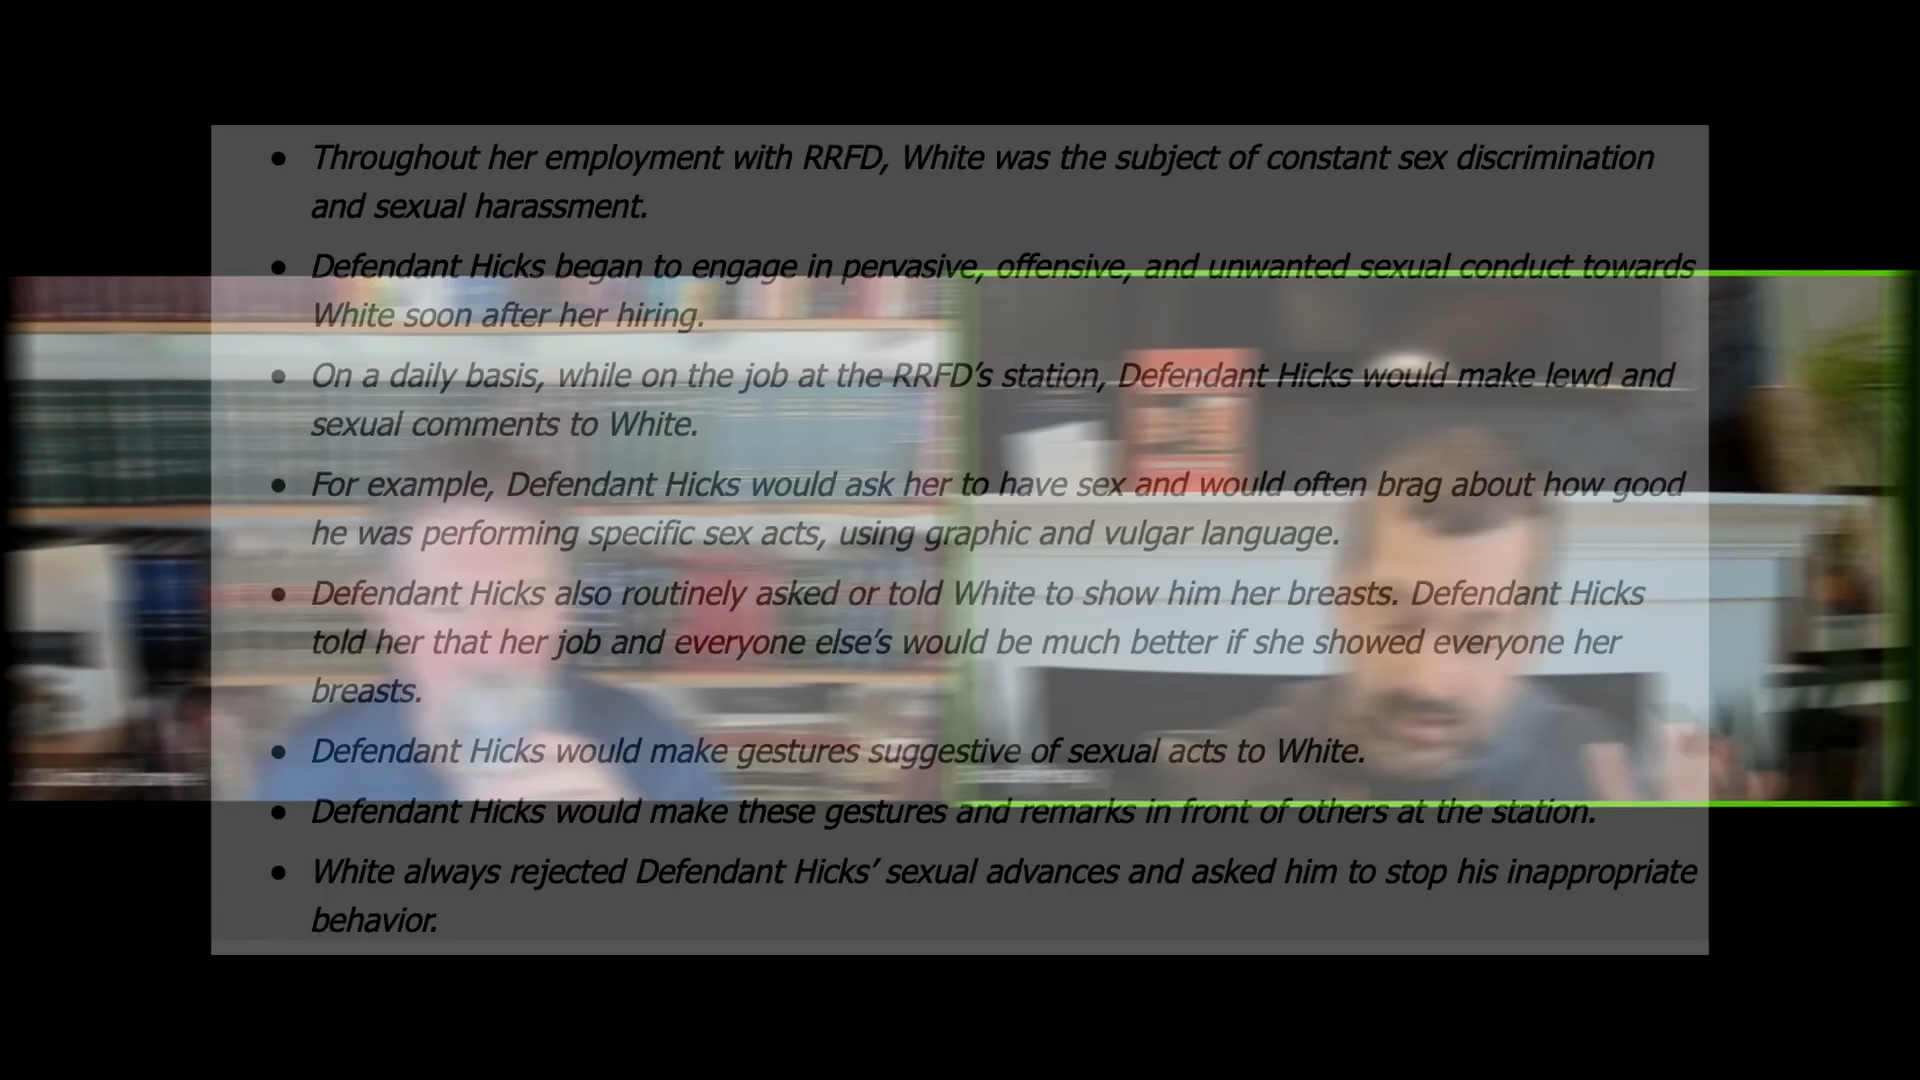 ● Throughout her employment with RRFD, White was the subject of constant sex discrimination
and sexual harassment.
● Defendant Hicks began to engage in pervasive, offensive, and unwanted sexual conduct towards
White soon after her hiring.
● On a daily basis, while on the job at the RRFD’s station, Defendant Hicks would make lewd and
sexual comments to White.
● For example, Defendant Hicks would ask her to have sex and would often brag about how good
he was performing specific sex acts, using graphic and vulgar language.
● Defendant Hicks also routinely asked or told White to show him her breasts. Defendant Hicks
told her that her job and everyone else’s would be much better if she showed everyone her
breasts.
● Defendant Hicks would make gestures suggestive of sexual acts to White.
● Defendant Hicks would make these gestures and remarks in front of others at the station.
● White always rejected Defendant Hicks’ sexual advances and asked him to stop his inappropriate
behavior.